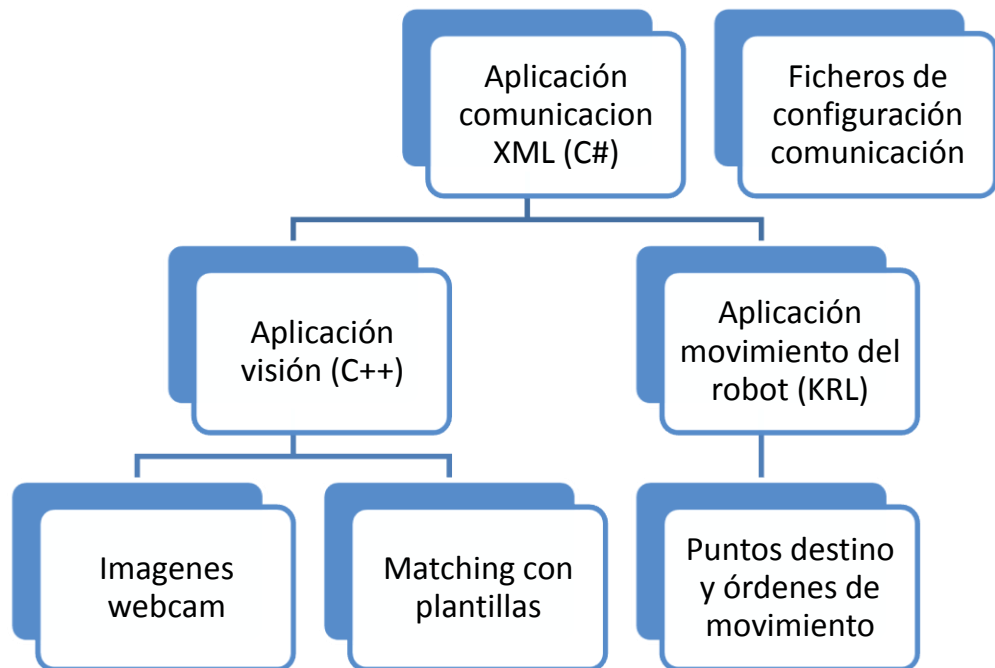 Aplicación
comunicacion
XML (C#)
Ficheros de
configuración
comunicación
Aplicación
visión (C++)
Aplicación
movimiento del
robot (KRL)
Imagenes
webcam
Matching con
plantillas
Puntos destino
y órdenes de
movimiento